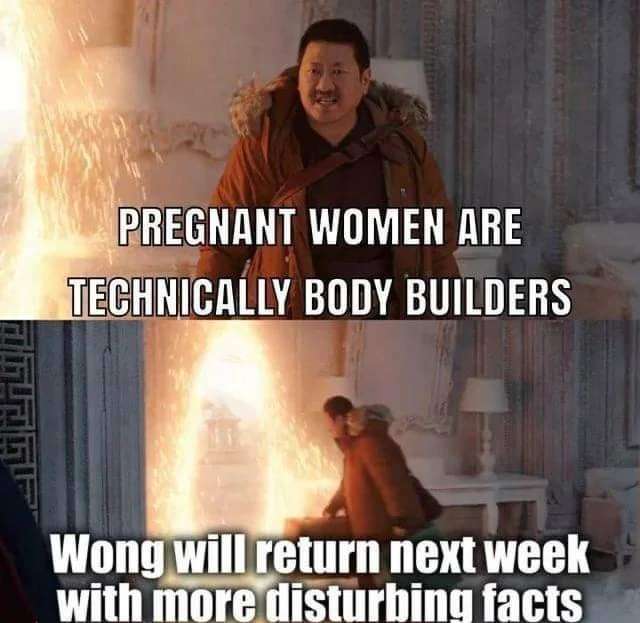 PREGNANT WOMEN ARE
TECHNICALLY BODY BUILDERS
Wong will return next week
with more disturbing facts